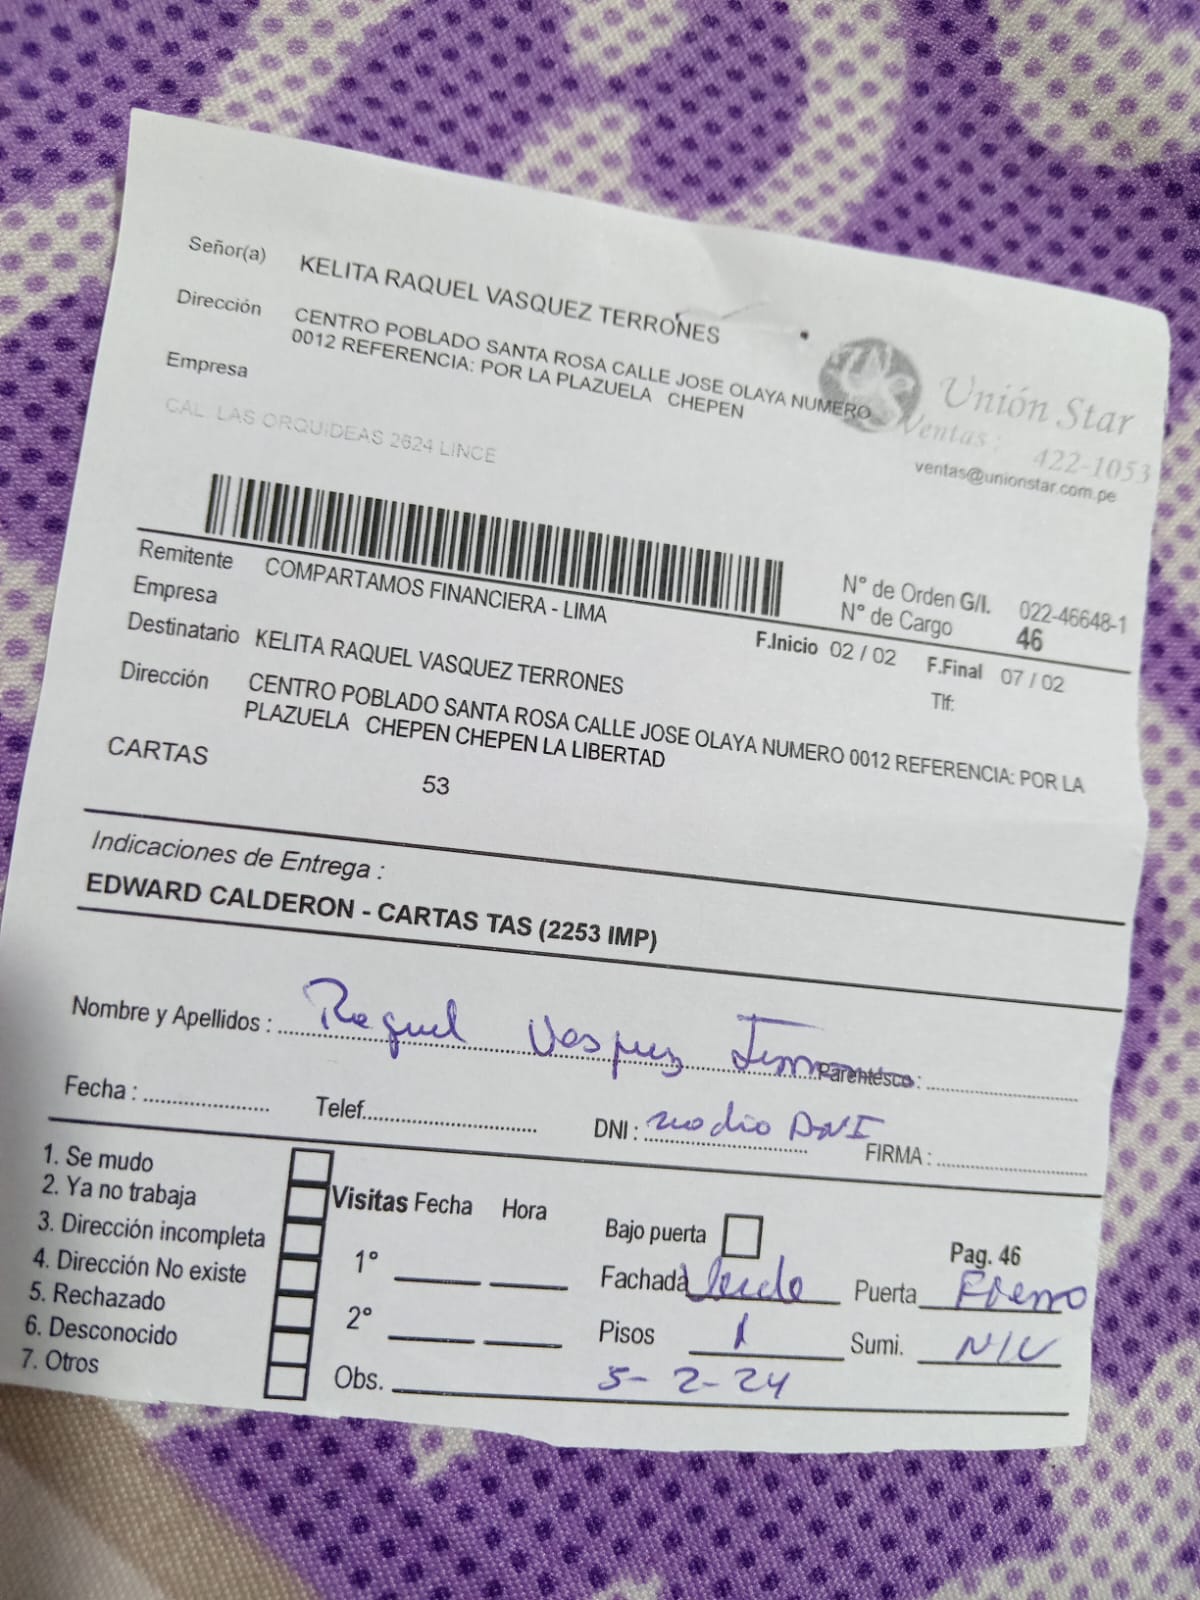 Señor(a) KELITA RAQUEL VASQUEZ TERRONES
Dirección CENTRO POBLADO SANTA ROSA CALLE JOSE OLAYA NUMERO
0012 REFERENCIA: POR LA PLAZUELA CHEPEN
Empresa
CAL. LAS ORQUIDEAS 2624 LINCE
Unión Star
Ventas: 422-1053
ventas@unionstar.com.pe
Remitente COMPARTAMOS FINANCIERA - LIMA
N° de Orden G/I. 022-46648-1
N° de Cargo 46
Empresa
F.Inicio 02 / 02 F.Final 07 / 02
Destinatario KELITA RAQUEL VASQUEZ TERRONES
Tlf:
Dirección CENTRO POBLADO SANTA ROSA CALLE JOSE OLAYA NUMERO 0012 REFERENCIA: POR LA
PLAZUELA CHEPEN CHEPEN LA LIBERTAD
CARTAS 53
Indicaciones de Entrega :
EDWARD CALDERON - CARTAS TAS (2253 IMP)
Nombre y Apellidos : Raquel Vasquez Parentesco :
Fecha : Telef. DNI : no dio DNI FIRMA :
1. Se mudo
2. Ya no trabaja
3. Dirección incompleta
4. Dirección No existe
5. Rechazado
6. Desconocido
7. Otros
Visitas Fecha Hora
1°
2°
Obs. 5-2-24
Bajo puerta
Pag. 46
Fachada Verde Puerta Fierro
Pisos 1 Sumi. N/V